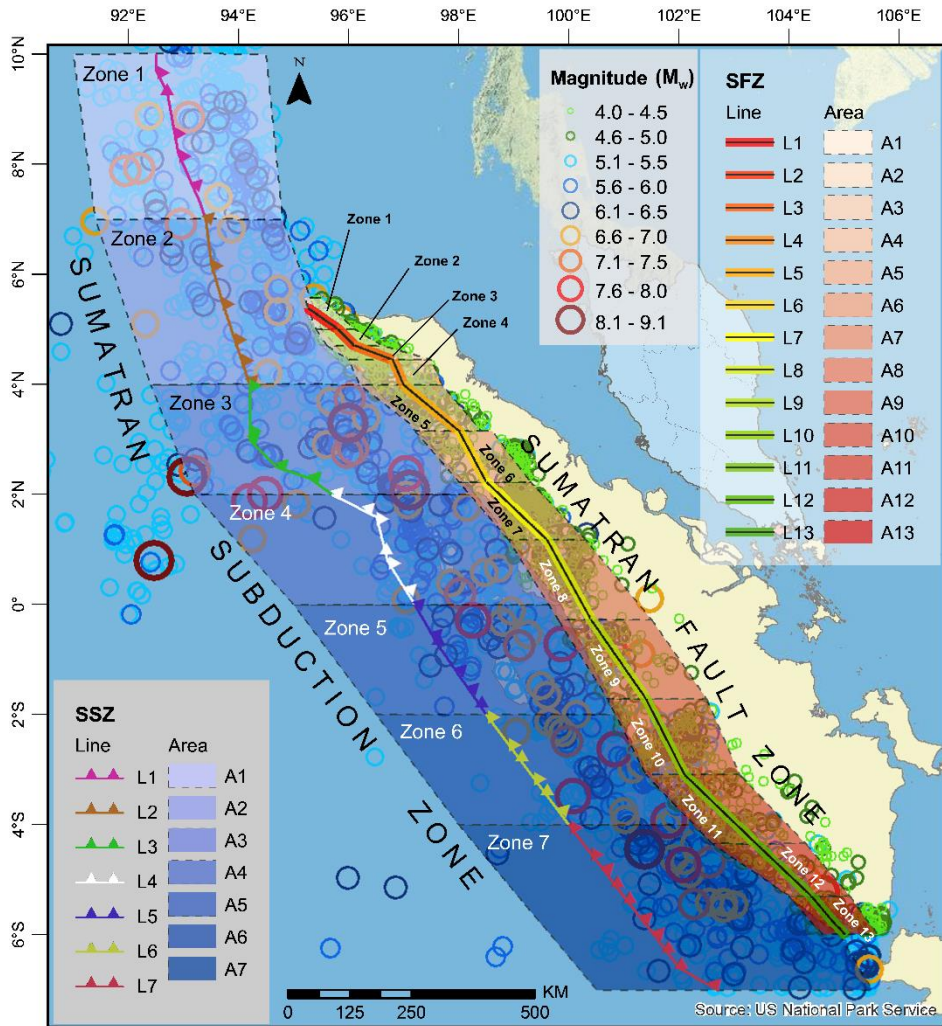 92°E 94°E 96°E 98°E 100°E 102°E 104°E 106°E
10°N
8°N
6°N
4°N
2°N
0°
2°S
4°S
6°S
N
Zone 1
Zone 2
Zone 3
Zone 4
Zone 5
Zone 6
Zone 7
SUMATRAN SUBDUCTION ZONE
Zone 1
Zone 2
Zone 3
Zone 4
Zone 5
Zone 6
Zone 7
Zone 8
Zone 9
Zone 10
Zone 11
Zone 12
Zone 13
SUMATRAN FAULT ZONE
Magnitude (Mw)
4.0 - 4.5
4.6 - 5.0
5.1 - 5.5
5.6 - 6.0
6.1 - 6.5
6.6 - 7.0
7.1 - 7.5
7.6 - 8.0
8.1 - 9.1
SFZ
Line Area
L1 A1
L2 A2
L3 A3
L4 A4
L5 A5
L6 A6
L7 A7
L8 A8
L9 A9
L10 A10
L11 A11
L12 A12
L13 A13
SSZ
Line Area
L1 A1
L2 A2
L3 A3
L4 A4
L5 A5
L6 A6
L7 A7
KM
0 125 250 500
Source: US National Park Service